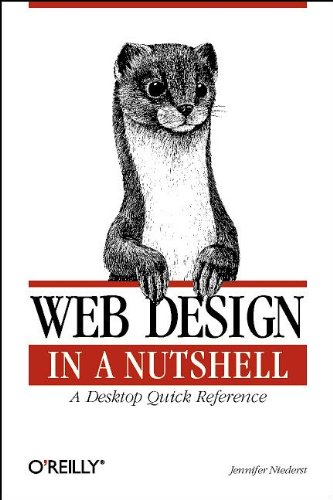 WEB DESIGN
IN A NUTSHELL
A Desktop Quick Reference
O'REILLY®
Jennifer Niederst